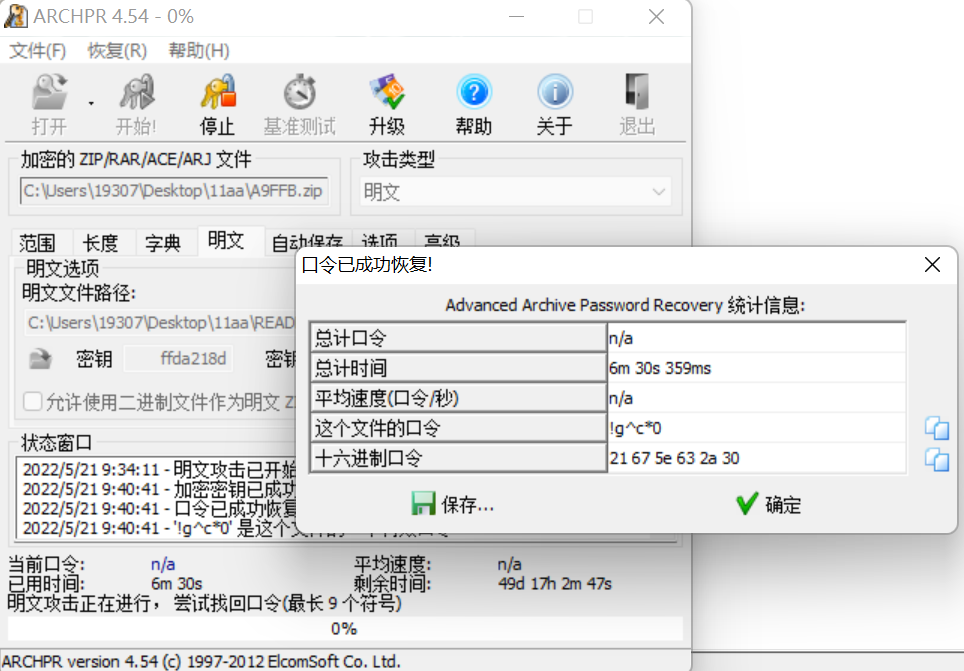 ARCHPR 4.54 - 0%
文件(F) 恢复(R) 帮助(H)
打开 开始! 停止 基准测试 升级 帮助 关于 退出
加密的 ZIP/RAR/ACE/ARJ 文件 攻击类型
C:\Users\19307\Desktop\11aa\A9FFB.zip 明文
范围 长度 字典 明文 自动保存 选项 高级
口令已成功恢复!
明文选项
明文文件路径:
Advanced Archive Password Recovery 统计信息:
C:\Users\19307\Desktop\11aa\READ
总计口令 n/a
密钥 ffda218d 密钥
总计时间 6m 30s 359ms
平均速度(口令/秒) n/a
允许使用二进制文件作为明文
这个文件的口令 !g^c*0
状态窗口
十六进制口令 21 67 5e 63 2a 30
2022/5/21 9:34:11 - 明文攻击已开始
2022/5/21 9:40:41 - 加密密钥已成功
保存... 确定
2022/5/21 9:40:41 - 口令已成功恢复
2022/5/21 9:40:41 - '!g^c*0' 是这个文件的一个有效口令
当前口令: n/a 平均速度: n/a
已用时间: 6m 30s 剩余时间: 49d 17h 2m 47s
明文攻击正在进行，尝试找回口令(最长 9 个符号)
0%
ARCHPR version 4.54 (c) 1997-2012 ElcomSoft Co. Ltd.